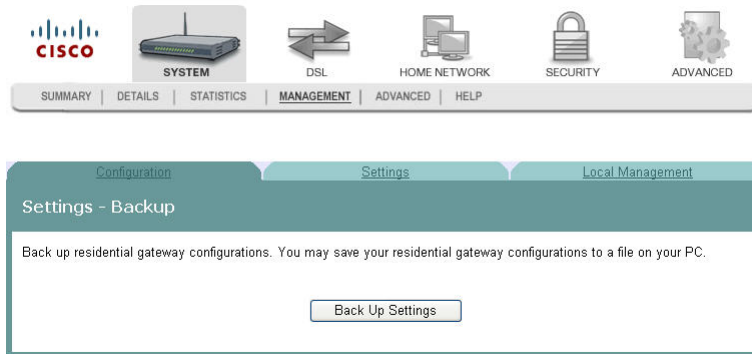 CISCO
SYSTEM DSL HOME NETWORK SECURITY ADVANCED
SUMMARY | DETAILS | STATISTICS | MANAGEMENT | ADVANCED | HELP
Configuration Settings Local Management
Settings - Backup
Back up residential gateway configurations. You may save your residential gateway configurations to a file on your PC.
Back Up Settings